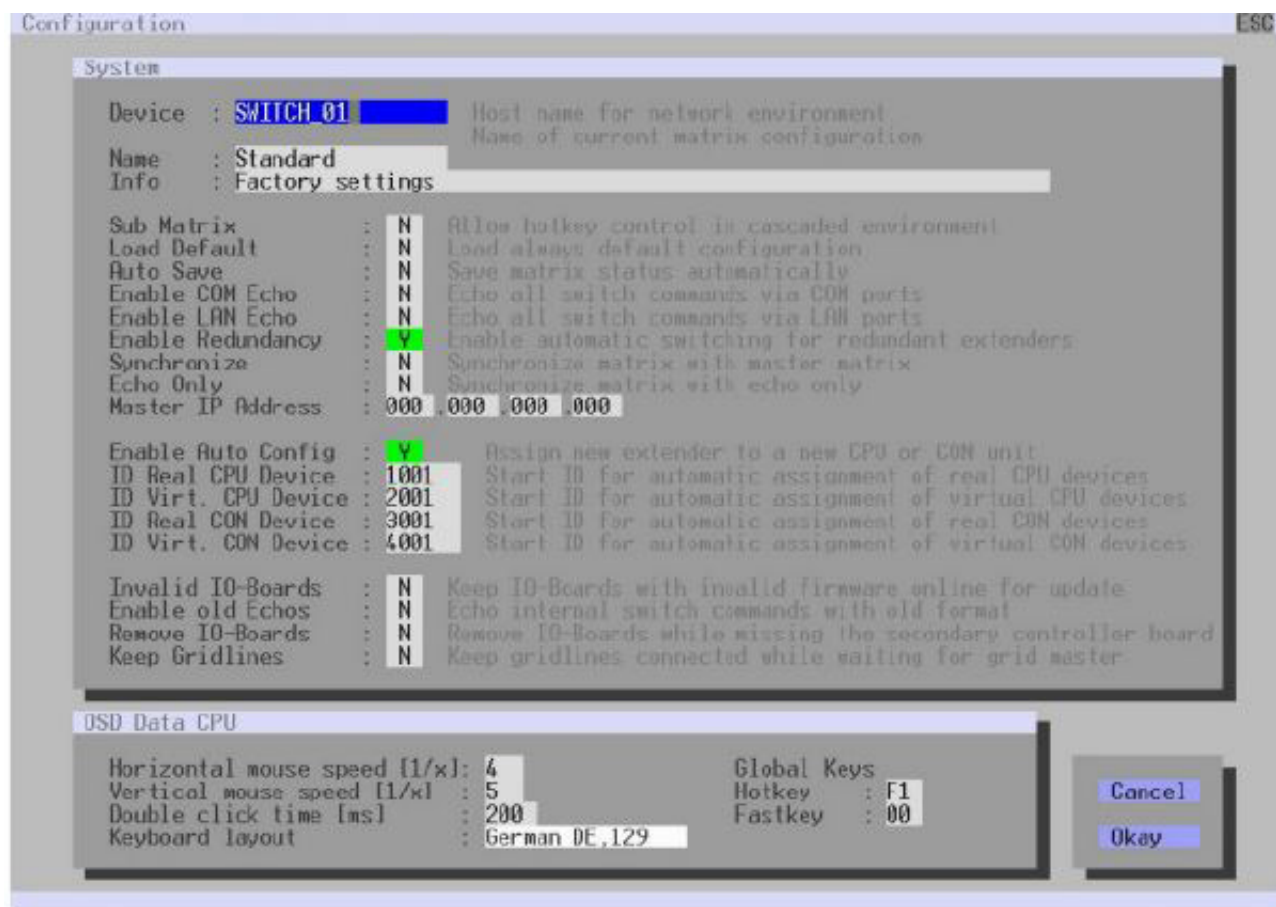 Configuration ESC
System
Device : SWITCH_01 Host name for network environment
Name of current matrix configuration
Name : Standard
Info : Factory settings
Sub Matrix : N Allow hotkey control in cascaded environment
Load Default : N Load always default configuration
Auto Save : N Save matrix status automatically
Enable COM Echo : N Echo all switch commands via COM ports
Enable LAN Echo : N Echo all switch commands via LAN ports
Enable Redundancy : Y Enable automatic switching for redundant extenders
Synchronize : N Synchronize matrix with master matrix
Echo Only : N Synchronize matrix with echo only
Master IP Address : 000 .000 .000 .000
Enable Auto Config : Y Assign new extender to a new CPU or CON unit
ID Real CPU Device : 1001 Start ID for automatic assignment of real CPU devices
ID Virt. CPU Device : 2001 Start ID for automatic assignment of virtual CPU devices
ID Real CON Device : 3001 Start ID for automatic assignment of real CON devices
ID Virt. CON Device : 4001 Start ID for automatic assignment of virtual CON devices
Invalid IO-Boards : N Keep IO-Boards with invalid firmware online for update
Enable old Echos : N Echo internal switch commands with old format
Remove IO-Boards : N Remove IO-Boards while missing the secondary controller board
Keep Gridlines : N Keep gridlines connected while waiting for grid master
OSD Data CPU
Horizontal mouse speed [1/x]: 4 Global Keys
Vertical mouse speed [1/x] : 5 Hotkey : F1
Double click time [ms] : 200 Fastkey : 00
Keyboard layout : German DE,129
Cancel
Okay